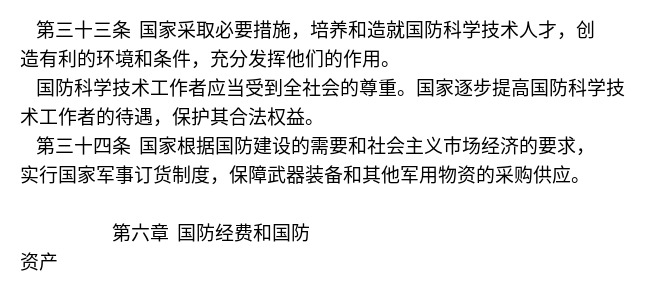 第三十三条 国家采取必要措施，培养和造就国防科学技术人才，创
造有利的环境和条件，充分发挥他们的作用。
国防科学技术工作者应当受到全社会的尊重。国家逐步提高国防科学技
术工作者的待遇，保护其合法权益。
第三十四条 国家根据国防建设的需要和社会主义市场经济的要求，
实行国家军事订货制度，保障武器装备和其他军用物资的采购供应。
第六章 国防经费和国防
资产